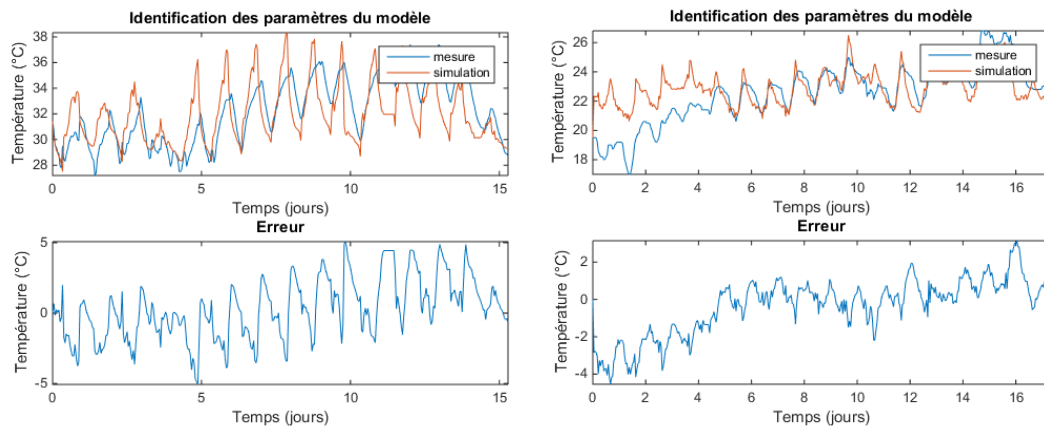 Identification des paramètres du modèle
38
36
34
32
30
28
Température (°C)
mesure
simulation
0
5
10
15
Temps (jours)
Erreur
5
0
-5
Température (°C)
0
5
10
15
Temps (jours)
Identification des paramètres du modèle
26
24
22
20
18
Température (°C)
mesure
simulation
0
2
4
6
8
10
12
14
16
Temps (jours)
Erreur
2
0
-2
-4
Température (°C)
0
2
4
6
8
10
12
14
16
Temps (jours)